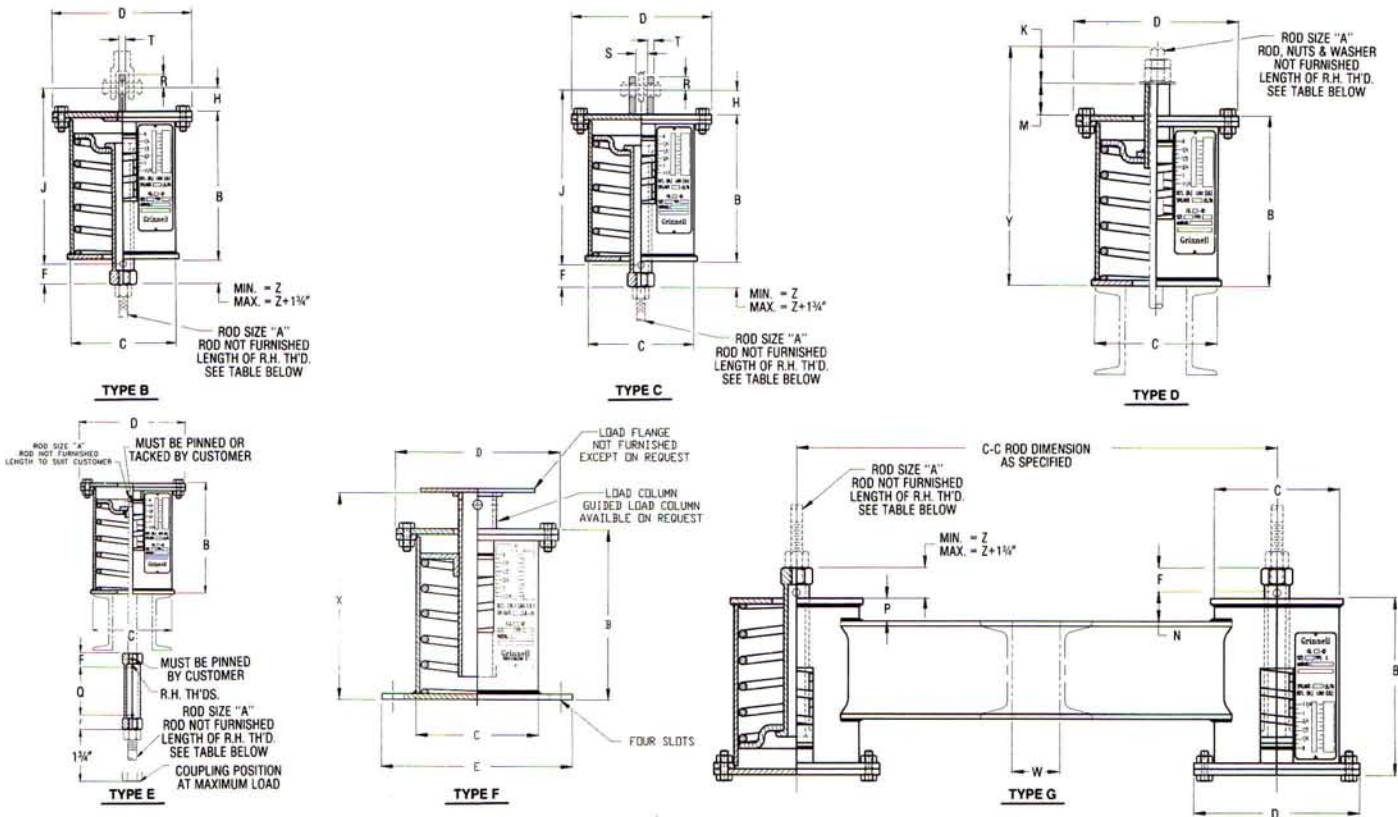 D
T
R
H
J
B
Grinnell
F
MIN. = Z
MAX. = Z+1¾"
C
ROD SIZE "A"
ROD NOT FURNISHED
LENGTH OF R.H. TH'D.
SEE TABLE BELOW
TYPE B
D
S
T
R
H
J
B
Grinnell
F
MIN. = Z
MAX. = Z+1¾"
C
ROD SIZE "A"
ROD NOT FURNISHED
LENGTH OF R.H. TH'D.
SEE TABLE BELOW
TYPE C
K
D
ROD SIZE "A"
ROD, NUTS & WASHER
NOT FURNISHED
LENGTH OF R.H. TH'D.
SEE TABLE BELOW
M
Y
B
Grinnell
C
TYPE D
D
ROD SIZE "A"
ROD NOT FURNISHED
LENGTH TO SUIT CUSTOMER
MUST BE PINNED OR
TACKED BY CUSTOMER
B
Grinnell
C
F
MUST BE PINNED
BY CUSTOMER
R.H. TH'DS.
Q
ROD SIZE "A"
ROD NOT FURNISHED
LENGTH OF R.H. TH'D.
SEE TABLE BELOW
1¾"
COUPLING POSITION
AT MAXIMUM LOAD
TYPE E
LOAD FLANGE
NOT FURNISHED
EXCEPT ON REQUEST
D
LOAD COLUMN
GUIDED LOAD COLUMN
AVAILBLE ON REQUEST
X
B
Grinnell
C
FOUR SLOTS
E
TYPE F
C-C ROD DIMENSION
AS SPECIFIED
ROD SIZE "A"
ROD NOT FURNISHED
LENGTH OF R.H. TH'D.
SEE TABLE BELOW
C
MIN. = Z
MAX. = Z+1¾"
F
P
N
B
Grinnell
W
TYPE G
D